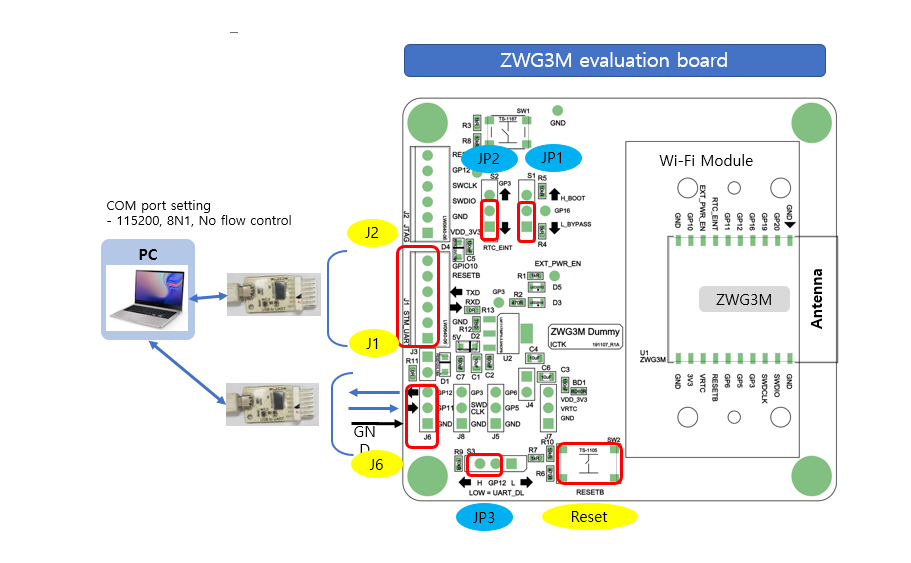 ZWG3M evaluation board
SW1
TS-1187
R3
GND
R8
JP2
JP1
Wi-Fi Module
GP12
S2
S1
R5
GP3
H_BOOT
SWCLK
SWDIO
GP16
GND
L_BYPASS
VDD_3V3
R4
RTC_EINT
J2
JTAG
D4
C5
GPIO10
RESETB
EXT_PWR_EN
COM port setting
- 115200, 8N1, No flow control
J2
PC
GND
GP10
EXT_PWR_EN
RTC_EINT
GP11
GP12
GP16
GP19
GP20
GND
R1
D5
TXD
GP3
R2
D3
RXD
R13
J1
STM_UART
GND
R12
ZWG3M
Antenna
ZWG3M Dummy
ICTK
191107_R1A
5V
D2
U2
C4
J1
J3
R11
D1
C7
C1
C2
C6
C3
BD1
U1
ZWG3M
GND
3V3
VRTC
RESETB
GP6
GP5
GP3
SWDCLK
SWDIO
GND
GP12
GP3
GP6
VDD_3V3
GP11
SWD
CLK
GP5
J4
VRTC
GND
GND
GND
GND
GN
D
J6
J8
J5
J7
J6
R9
S3
R7
R10
R6
SW2
TS-1105
H GP12 L
LOW = UART_DL
RESETB
JP3
Reset